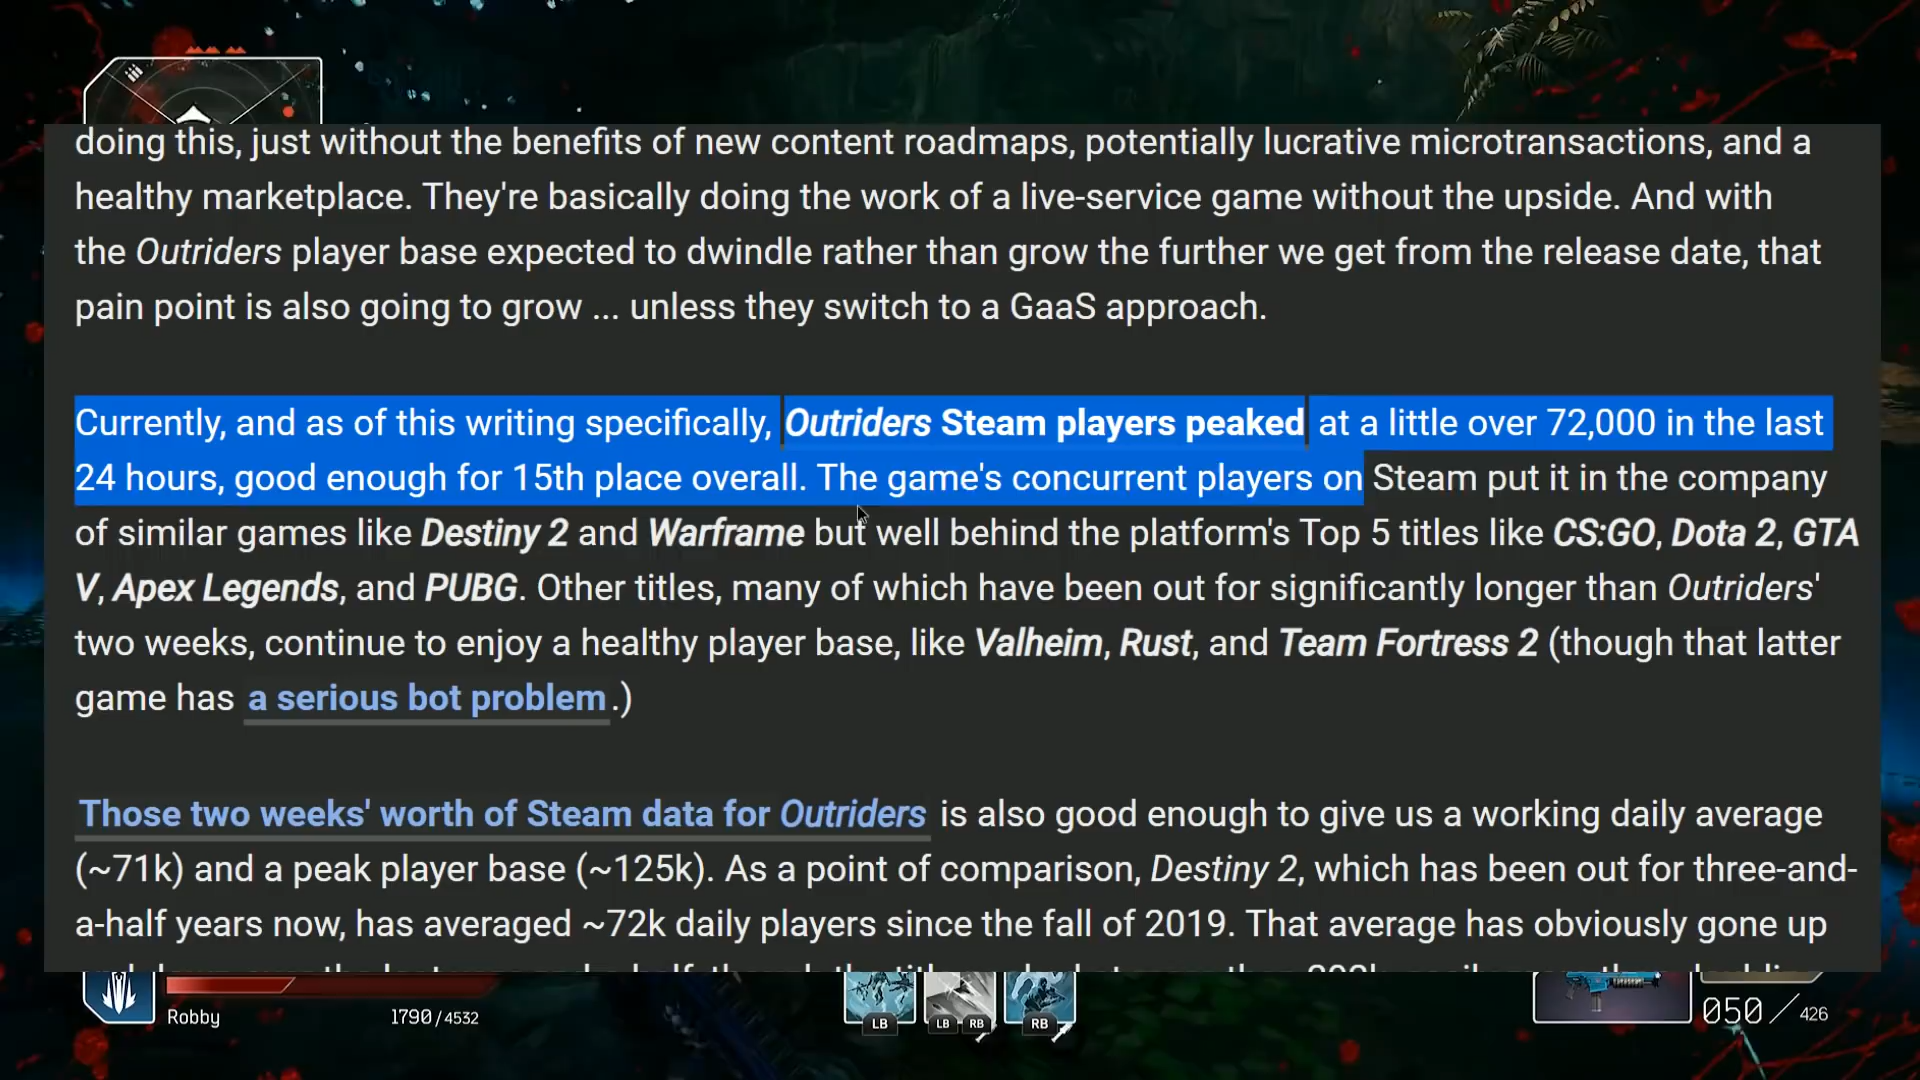 doing this, just without the benefits of new content roadmaps, potentially lucrative microtransactions, and a
healthy marketplace. They're basically doing the work of a live-service game without the upside. And with
the Outriders player base expected to dwindle rather than grow the further we get from the release date, that
pain point is also going to grow ... unless they switch to a GaaS approach.
Currently, and as of this writing specifically, Outriders Steam players peaked at a little over 72,000 in the last
24 hours, good enough for 15th place overall. The game's concurrent players on Steam put it in the company
of similar games like Destiny 2 and Warframe but well behind the platform's Top 5 titles like CS:GO, Dota 2, GTA
V, Apex Legends, and PUBG. Other titles, many of which have been out for significantly longer than Outriders'
two weeks, continue to enjoy a healthy player base, like Valheim, Rust, and Team Fortress 2 (though that latter
game has a serious bot problem.)
Those two weeks' worth of Steam data for Outriders is also good enough to give us a working daily average
(~71k) and a peak player base (~125k). As a point of comparison, Destiny 2, which has been out for three-and-
a-half years now, has averaged ~72k daily players since the fall of 2019. That average has obviously gone up
Robby 1790/4532
LB LB RB RB
050 / 426